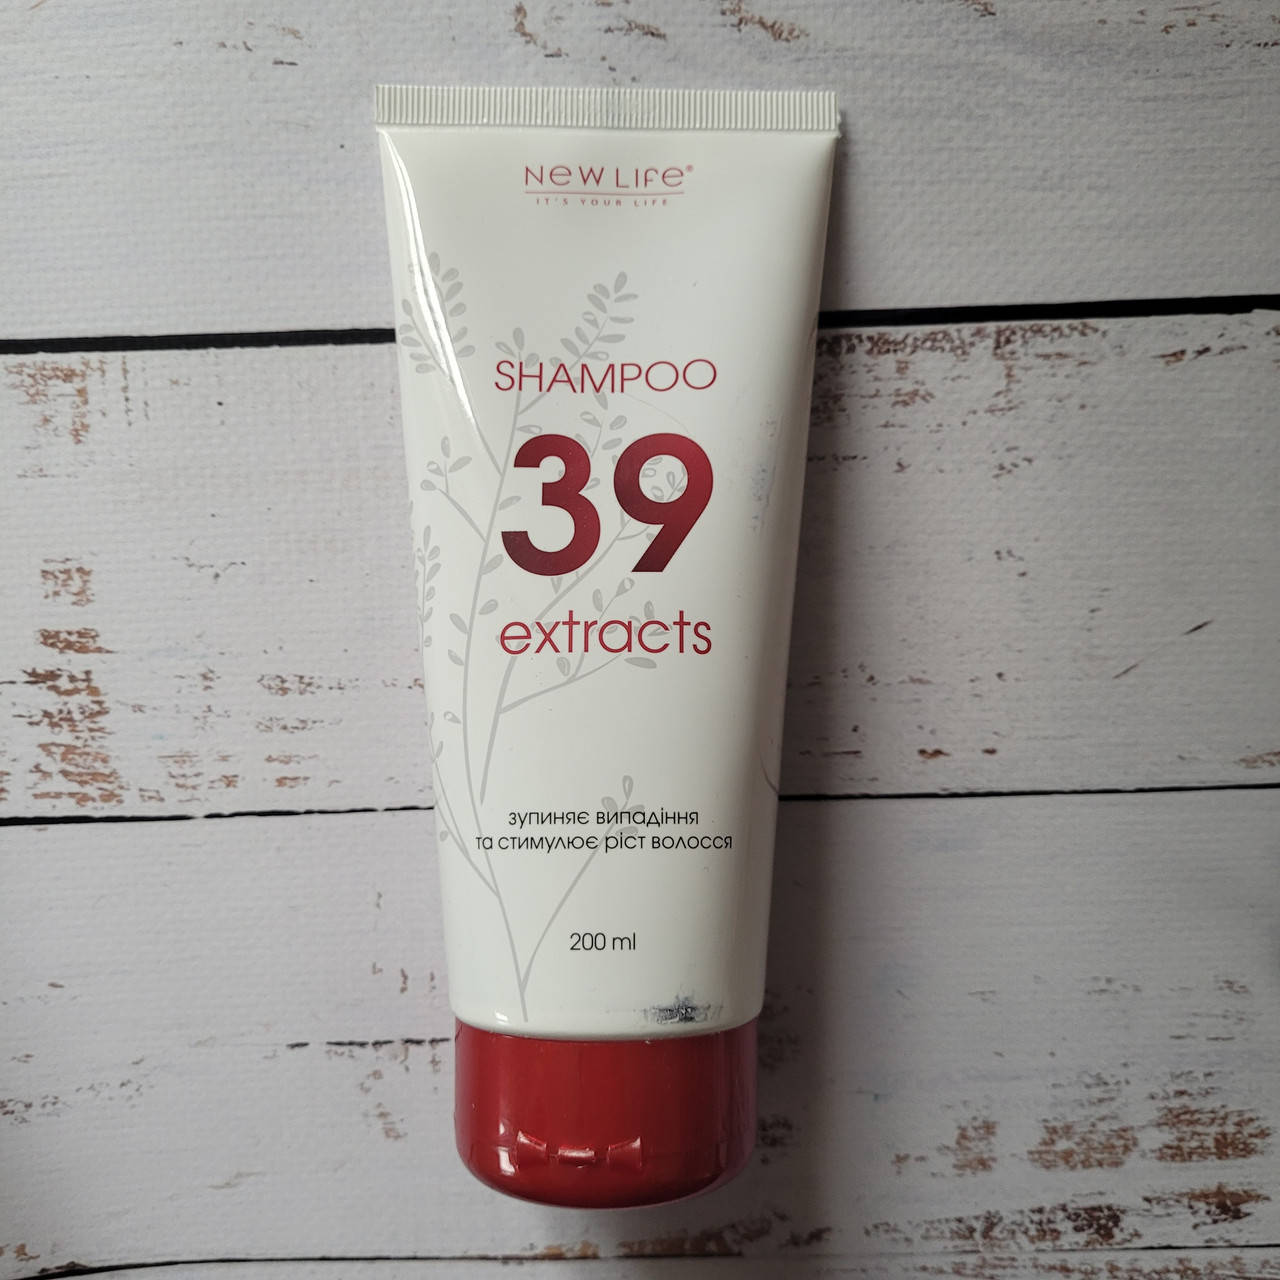 New Life®
IT'S YOUR LIFE
SHAMPOO
39
extracts
зупиняє випадіння
та стимулює ріст волосся
200 ml